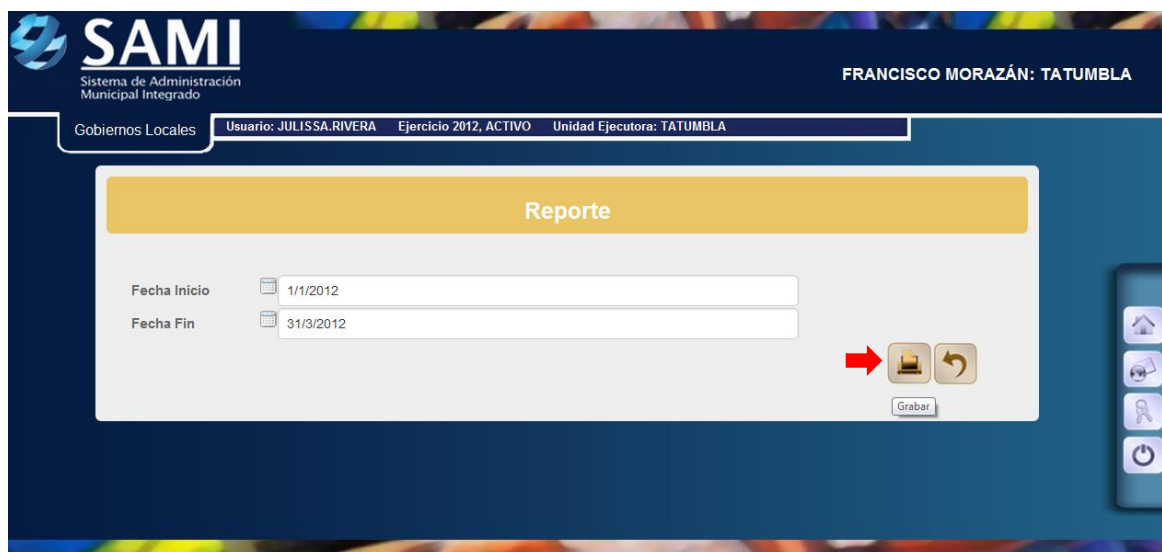 SAMI
Sistema de Administración
Municipal Integrado
FRANCISCO MORAZÁN: TATUMBLA
Gobiernos Locales
Usuario: JULISSA.RIVERA Ejercicio 2012, ACTIVO Unidad Ejecutora: TATUMBLA
Reporte
Fecha Inicio 1/1/2012
Fecha Fin 31/3/2012
Grabar